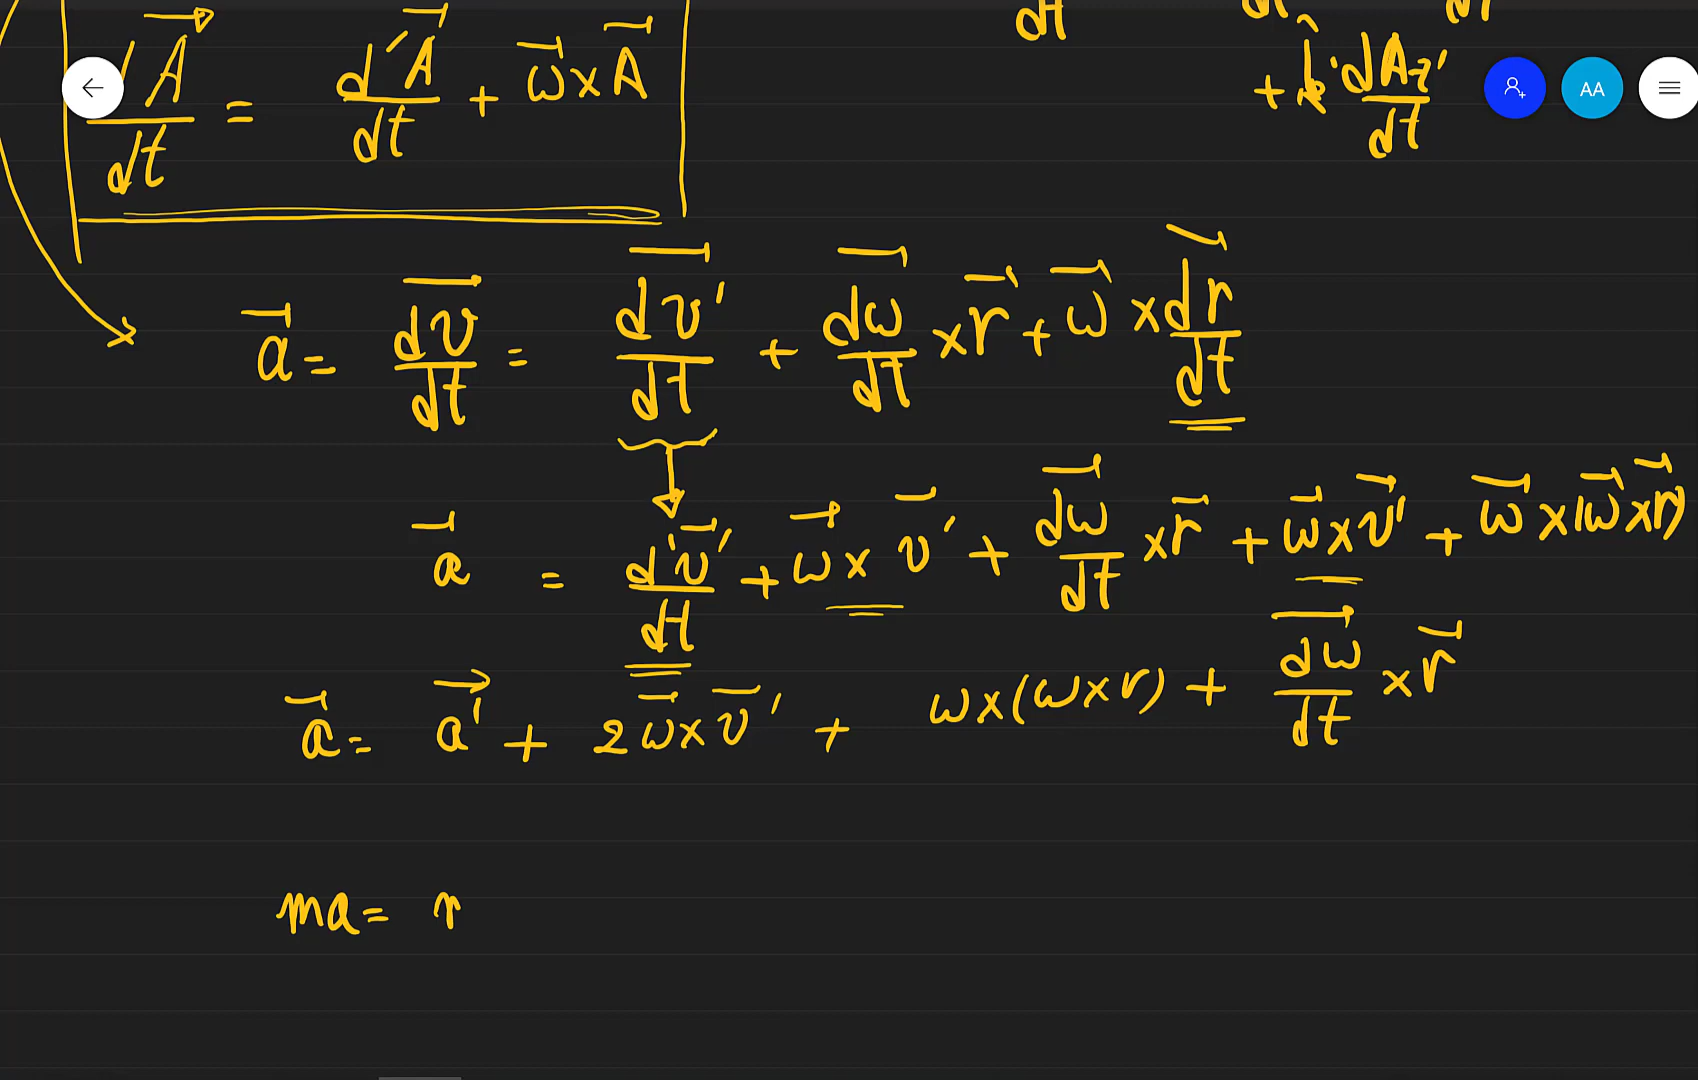 dA/dt = d'A/dt + ω⃗ × A⃗
+ k̂' dAz'/dt
AA
a⃗ = dv⃗/dt = dv⃗'/dt + dω⃗/dt × r⃗ + ω⃗ × dr⃗/dt
a⃗ = d'v⃗'/dt + ω⃗ × v⃗' + dω⃗/dt × r⃗ + ω⃗ × v⃗' + ω⃗ × (ω⃗ × r⃗)
a⃗ = a⃗' + 2ω⃗ × v⃗' + ω × (ω × r) + dω⃗/dt × r⃗
ma =